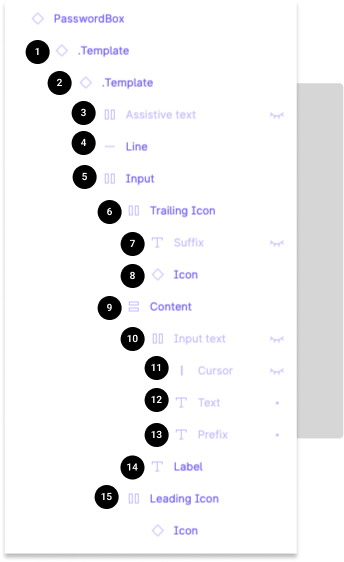 PasswordBox
1 .Template
2 .Template
3 Assistive text
4 Line
5 Input
6 Trailing Icon
7 Suffix
8 Icon
9 Content
10 Input text
11 Cursor
12 Text
13 Prefix
14 Label
15 Leading Icon
Icon